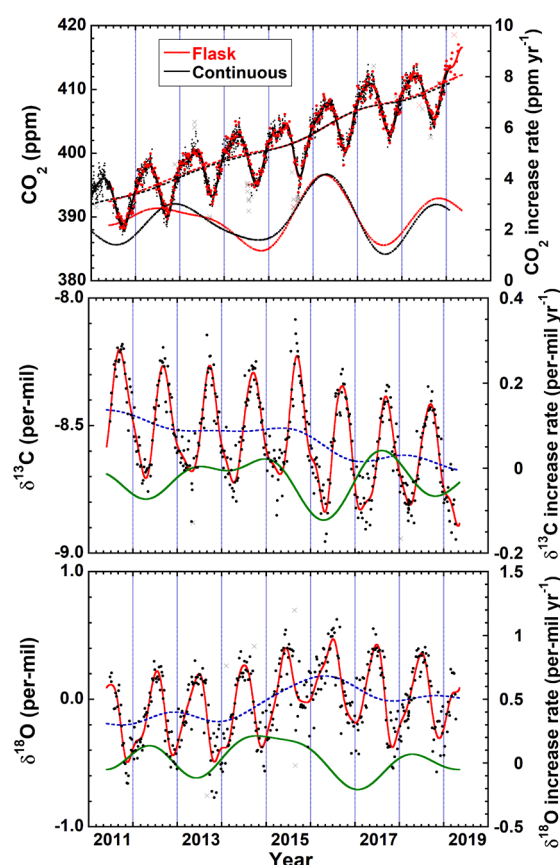 420
410
400
390
380
CO2 (ppm)
Flask
Continuous
10
8
6
4
2
0
CO2 increase rate (ppm yr-1)
-8.0
-8.5
-9.0
δ13C (per-mil)
0.4
0.2
0
-0.2
δ13C increase rate (per-mil yr-1)
1.0
0.0
-1.0
δ18O (per-mil)
1.5
1
0.5
0
-0.5
δ18O increase rate (per-mil yr-1)
2011 2013 2015 2017 2019
Year